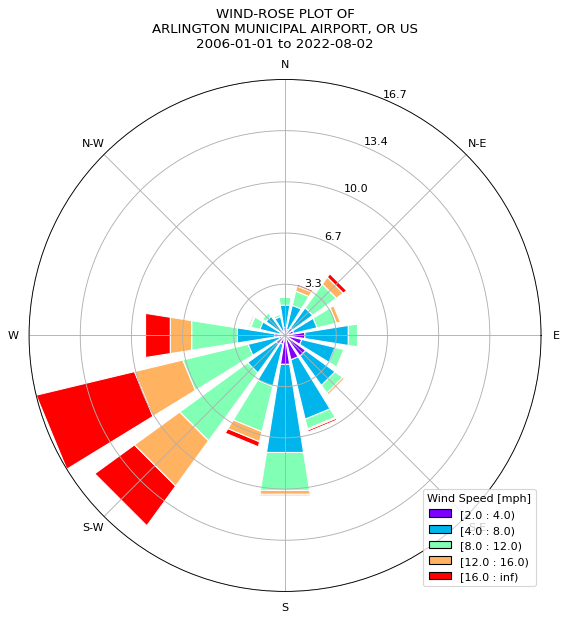 WIND-ROSE PLOT OF
ARLINGTON MUNICIPAL AIRPORT, OR US
2006-01-01 to 2022-08-02
N
16.7
N-W
N-E
13.4
10.0
6.7
3.3
W
E
Wind Speed [mph]
[2.0 : 4.0)
[4.0 : 8.0)
[8.0 : 12.0)
[12.0 : 16.0)
[16.0 : inf)
S-W
S-E
S